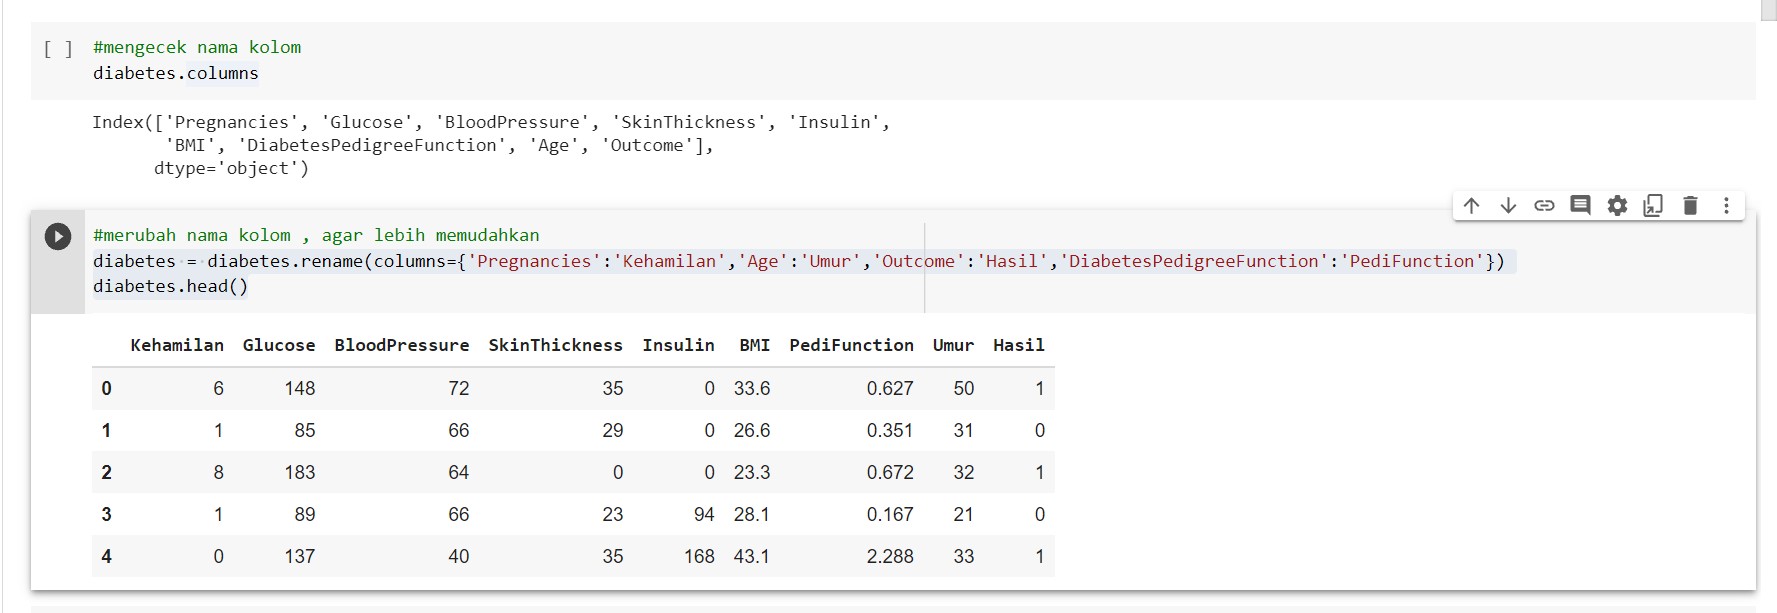 [ ] #mengecek nama kolom
diabetes.columns
Index(['Pregnancies', 'Glucose', 'BloodPressure', 'SkinThickness', 'Insulin',
'BMI', 'DiabetesPedigreeFunction', 'Age', 'Outcome'],
dtype='object')
#merubah nama kolom , agar lebih memudahkan
diabetes = diabetes.rename(columns={'Pregnancies':'Kehamilan','Age':'Umur','Outcome':'Hasil','DiabetesPedigreeFunction':'PediFunction'})
diabetes.head()
Kehamilan Glucose BloodPressure SkinThickness Insulin BMI PediFunction Umur Hasil
0 6 148 72 35 0 33.6 0.627 50 1
1 1 85 66 29 0 26.6 0.351 31 0
2 8 183 64 0 0 23.3 0.672 32 1
3 1 89 66 23 94 28.1 0.167 21 0
4 0 137 40 35 168 43.1 2.288 33 1